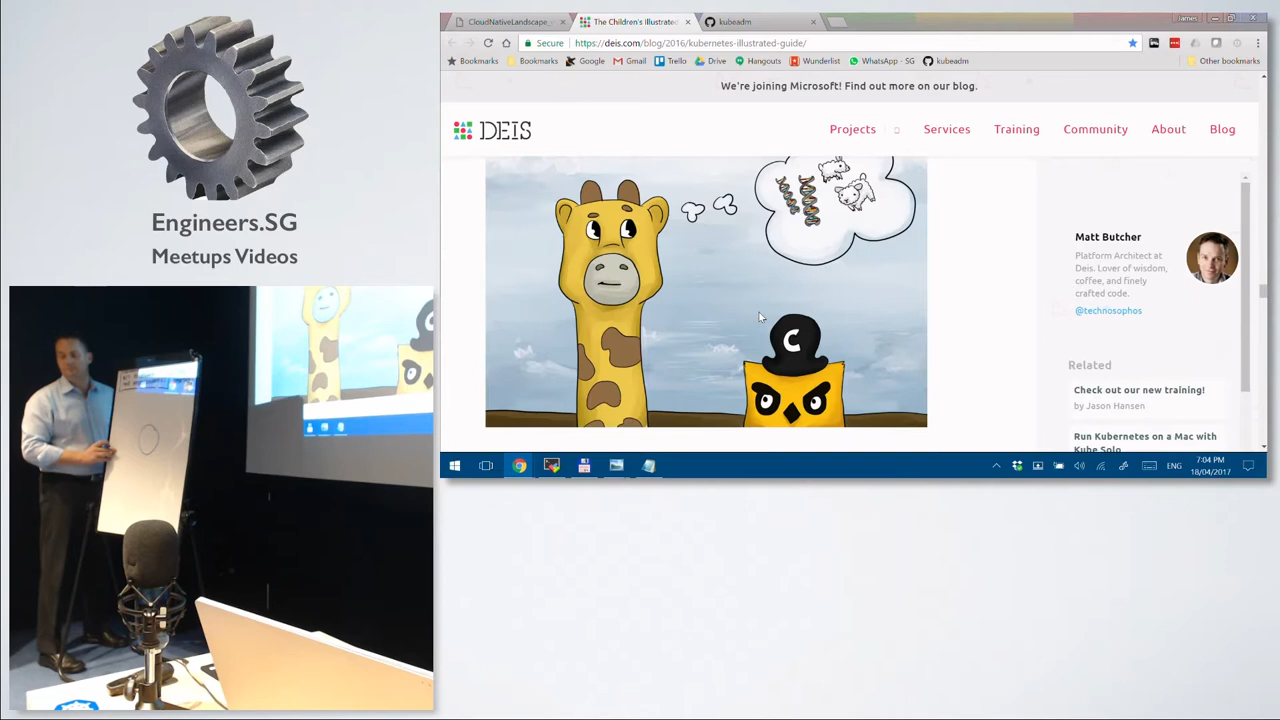 Engineers.SG
Meetups Videos
CloudNativeLandscape_
The Children's Illustrated
kubeadm
James
Secure
https://deis.com/blog/2016/kubernetes-illustrated-guide/
Bookmarks
Bookmarks
Google
Gmail
Trello
Drive
Hangouts
Wunderlist
WhatsApp - SG
kubeadm
Other bookmarks
We're joining Microsoft! Find out more on our blog.
DEIS
Projects
Services
Training
Community
About
Blog
C
Matt Butcher
Platform Architect at
Deis. Lover of wisdom,
coffee, and finely
crafted code.
@technosophos
Related
Check out our new training!
by Jason Hansen
Run Kubernetes on a Mac with
Kube Solo
ENG
7:04 PM
18/04/2017